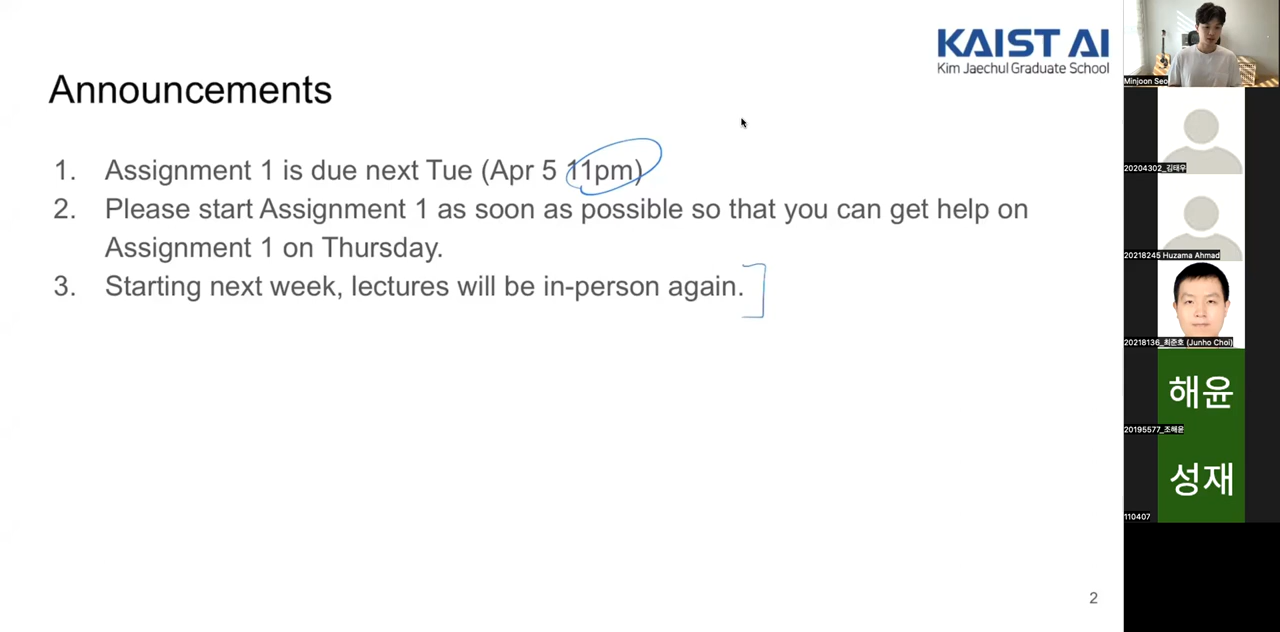 KAIST AI
Kim Jaechul Graduate School
Announcements
1. Assignment 1 is due next Tue (Apr 5 11pm)
2. Please start Assignment 1 as soon as possible so that you can get help on
Assignment 1 on Thursday.
3. Starting next week, lectures will be in-person again.
2
Minjoon Seo
20204302_김태우
20218245 Huzama Ahmad
20218136_최준호 (Junho Choi)
해윤
20195577_조해윤
성재
110407